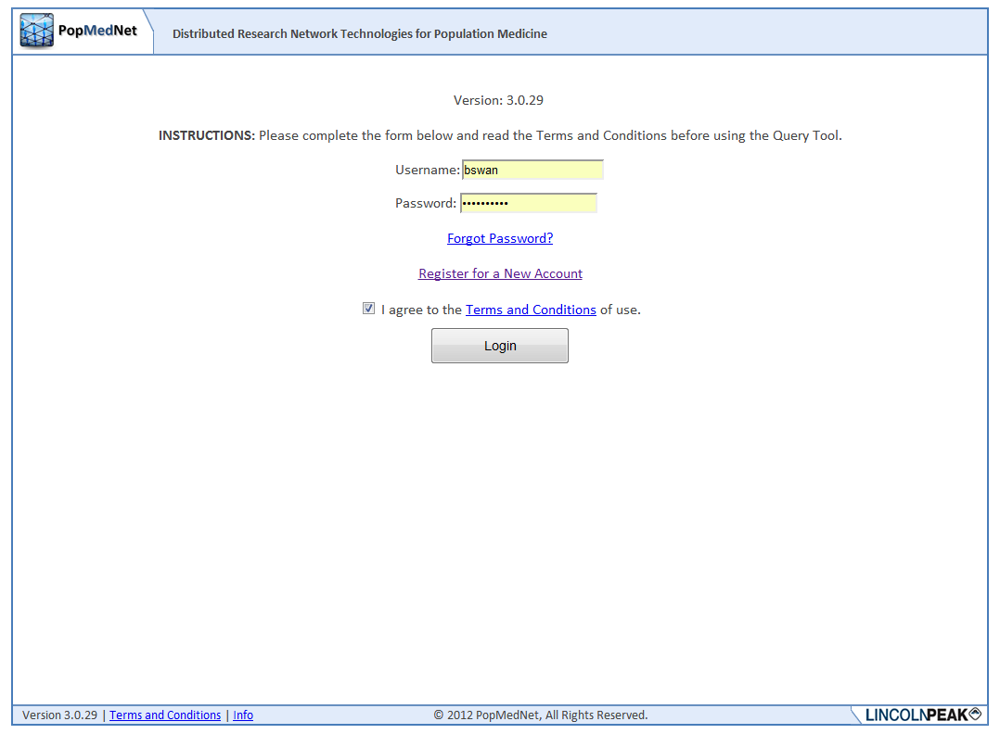 PopMedNet
Distributed Research Network Technologies for Population Medicine
Version: 3.0.29
INSTRUCTIONS: Please complete the form below and read the Terms and Conditions before using the Query Tool.
Username: bswan
Password: ••••••••••
Forgot Password?
Register for a New Account
I agree to the Terms and Conditions of use.
Login
Version 3.0.29 | Terms and Conditions | Info
© 2012 PopMedNet, All Rights Reserved.
LINCOLNPEAK